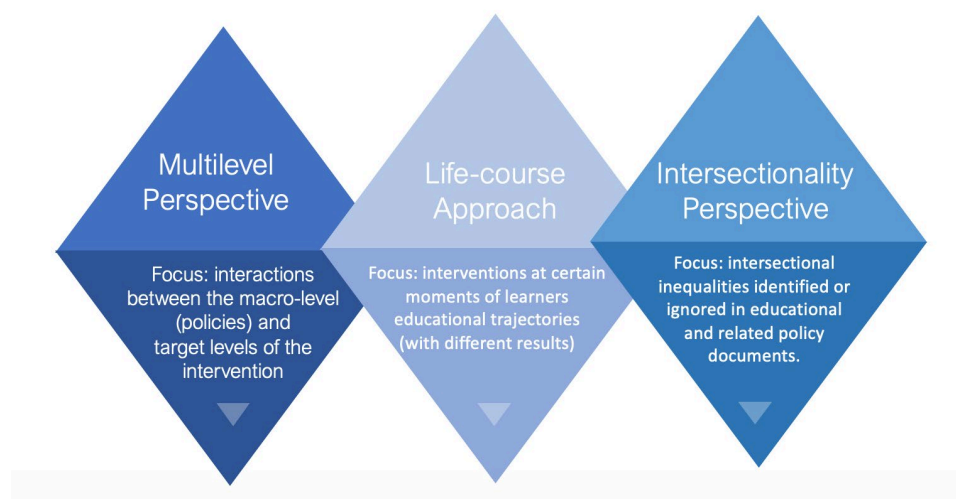 Multilevel
Perspective
Focus: interactions
between the macro-level
(policies) and
target levels of the
intervention
Life-course
Approach
Focus: interventions at certain
moments of learners
educational trajectories
(with different results)
Intersectionality
Perspective
Focus: intersectional
inequalities identified or
ignored in educational
and related policy
documents.